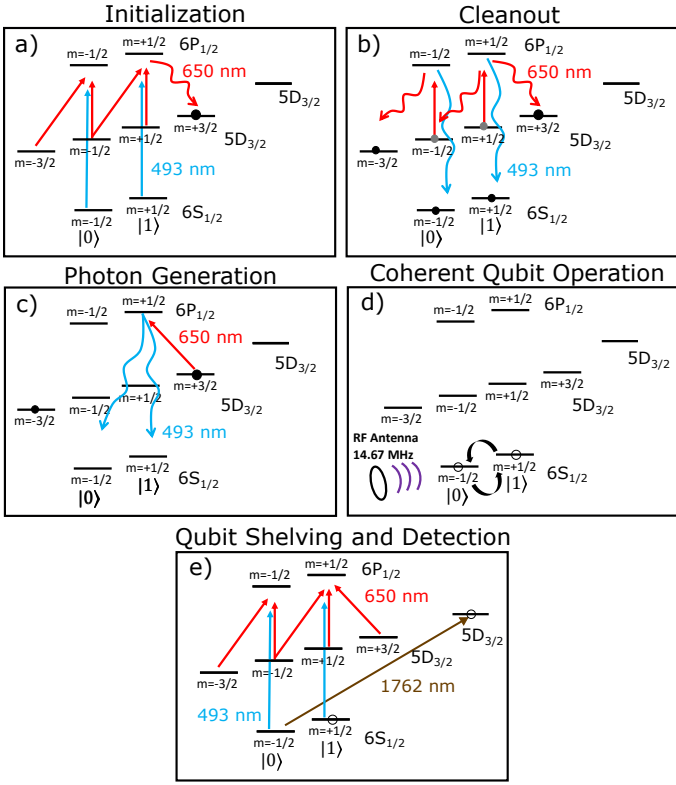 Initialization
a)
m=-1/2
m=+1/2
6P1/2
650 nm
5D3/2
m=+3/2
5D3/2
m=-3/2
m=-1/2
m=+1/2
493 nm
m=-1/2
m=+1/2
6S1/2
|0⟩
|1⟩
Cleanout
b)
m=-1/2
m=+1/2
6P1/2
650 nm
5D3/2
m=+3/2
5D3/2
m=-3/2
m=-1/2
m=+1/2
493 nm
m=-1/2
m=+1/2
6S1/2
|0⟩
|1⟩
Photon Generation
c)
m=-1/2
m=+1/2
6P1/2
650 nm
5D3/2
m=+3/2
5D3/2
m=-3/2
m=-1/2
m=+1/2
493 nm
m=-1/2
m=+1/2
6S1/2
|0⟩
|1⟩
Coherent Qubit Operation
d)
m=-1/2
m=+1/2
6P1/2
5D3/2
m=+3/2
5D3/2
m=-3/2
m=-1/2
m=+1/2
RF Antenna
14.67 MHz
m=-1/2
m=+1/2
6S1/2
|0⟩
|1⟩
Qubit Shelving and Detection
e)
m=-1/2
m=+1/2
6P1/2
650 nm
5D3/2
m=+3/2
5D3/2
m=-3/2
m=-1/2
m=+1/2
1762 nm
493 nm
m=-1/2
m=+1/2
6S1/2
|0⟩
|1⟩